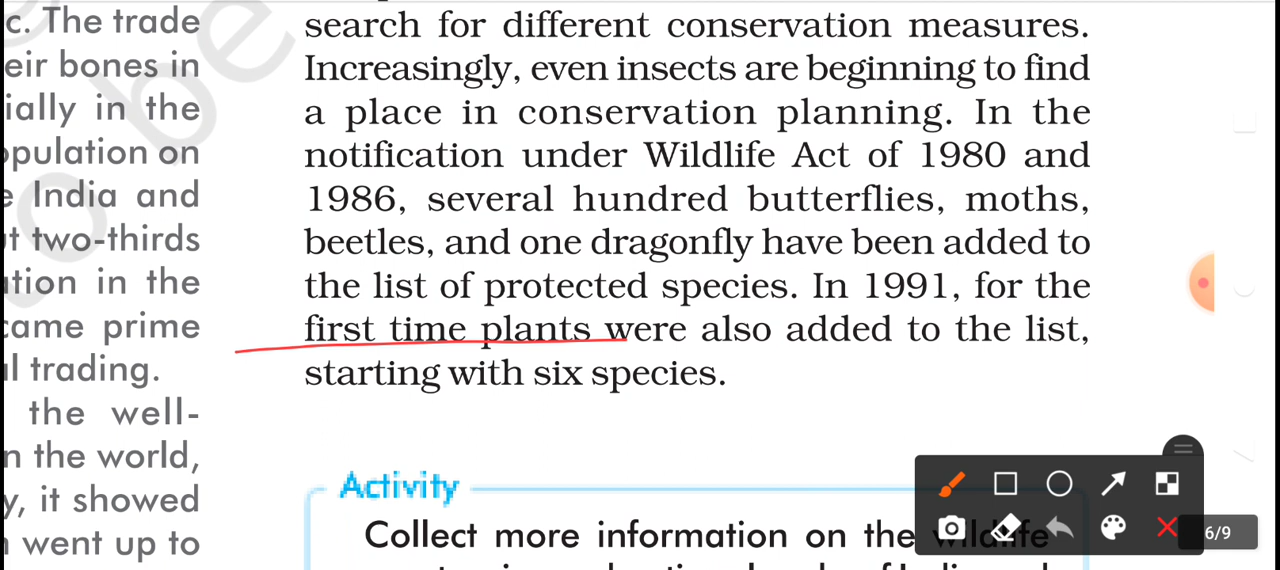 c. The trade
eir bones in
ially in the
opulation on
e India and
t two-thirds
ation in the
came prime
l trading.
the well-
n the world,
y, it showed
n went up to
search for different conservation measures.
Increasingly, even insects are beginning to find
a place in conservation planning. In the
notification under Wildlife Act of 1980 and
1986, several hundred butterflies, moths,
beetles, and one dragonfly have been added to
the list of protected species. In 1991, for the
first time plants were also added to the list,
starting with six species.
Activity
Collect more information on the wildlife
6/9